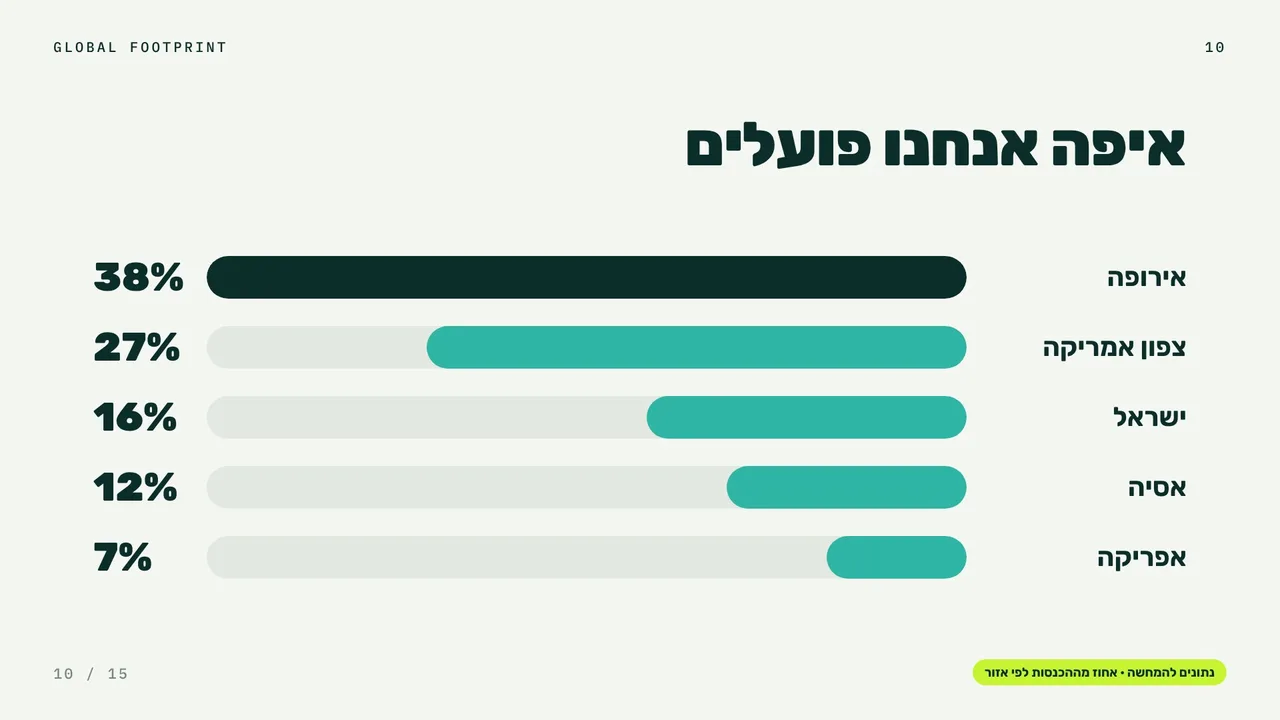 GLOBAL FOOTPRINT
10
איפה אנחנו פועלים
אירופה 38%
צפון אמריקה 27%
ישראל 16%
אסיה 12%
אפריקה 7%
נתונים להמחשה • אחוז מההכנסות לפי אזור
10 / 15